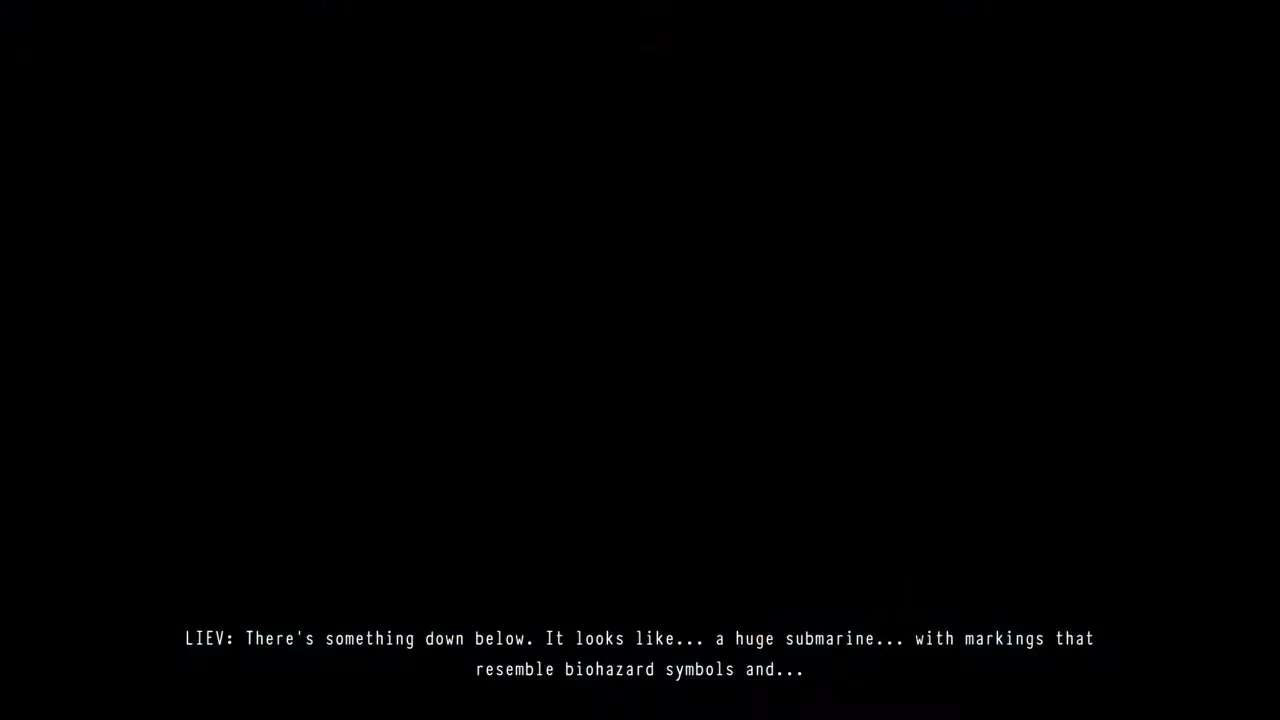 LIEV: There's something down below. It looks like... a huge submarine... with markings that
resemble biohazard symbols and...